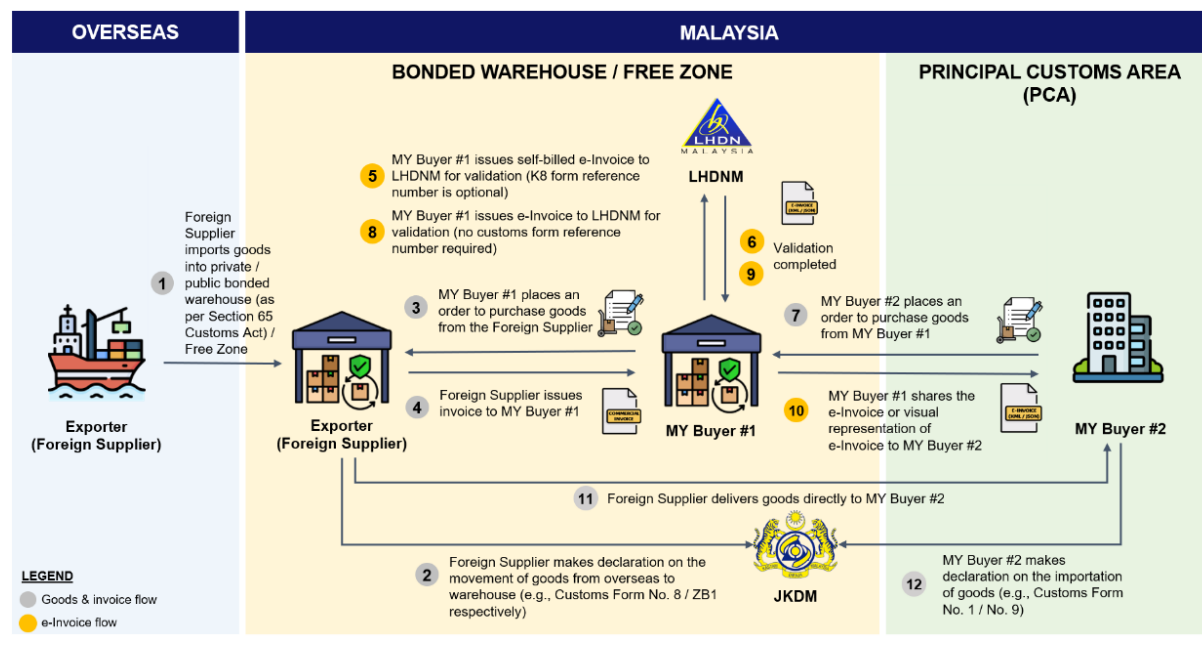 OVERSEAS
MALAYSIA
BONDED WAREHOUSE / FREE ZONE
PRINCIPAL CUSTOMS AREA
(PCA)
LHDN
MALAYSIA
LHDNM
5
MY Buyer #1 issues self-billed e-Invoice to
LHDNM for validation (K8 form reference
number is optional)
8
MY Buyer #1 issues e-Invoice to LHDNM for
validation (no customs form reference
number required)
E-INVOICE
(XML / JSON)
6
9
Validation
completed
1
Foreign
Supplier
imports goods
into private /
public bonded
warehouse (as
per Section 65
Customs Act) /
Free Zone
3
MY Buyer #1 places an
order to purchase goods
from the Foreign Supplier
7
MY Buyer #2 places an
order to purchase goods
from MY Buyer #1
4
Foreign Supplier issues
invoice to MY Buyer #1
COMMERCIAL
INVOICE
10
MY Buyer #1 shares the
e-Invoice or visual
representation of
e-Invoice to MY Buyer #2
E-INVOICE
(XML / JSON)
Exporter
(Foreign Supplier)
Exporter
(Foreign Supplier)
MY Buyer #1
MY Buyer #2
11
Foreign Supplier delivers goods directly to MY Buyer #2
2
Foreign Supplier makes declaration on the
movement of goods from overseas to
warehouse (e.g., Customs Form No. 8 / ZB1
respectively)
JKDM
12
MY Buyer #2 makes
declaration on the importation
of goods (e.g., Customs Form
No. 1 / No. 9)
LEGEND
Goods & invoice flow
e-Invoice flow